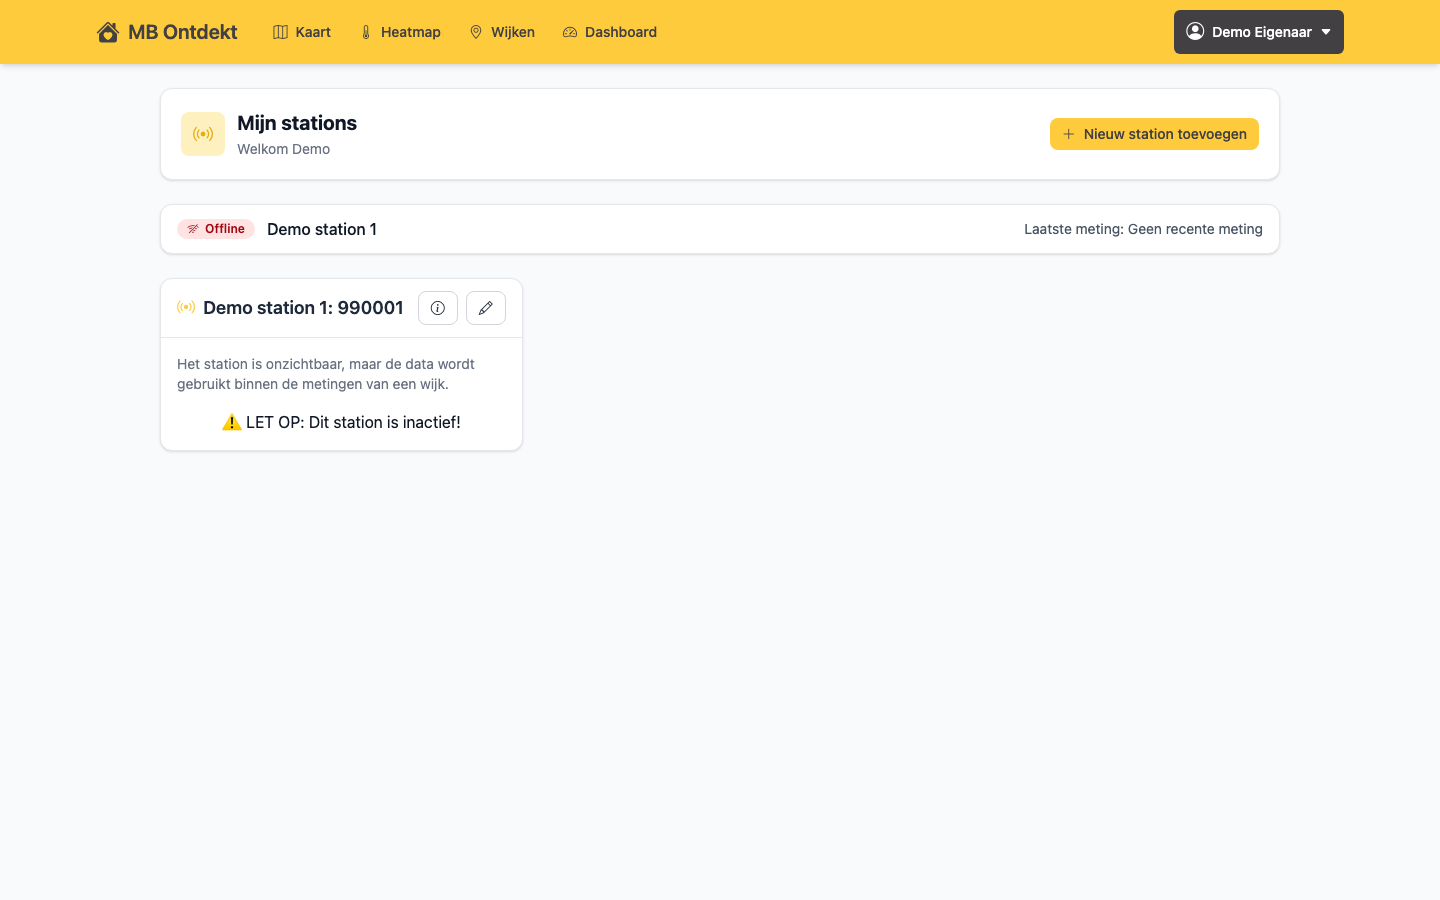 MB Ontdekt
Kaart
Heatmap
Wijken
Dashboard
Demo Eigenaar
Mijn stations
Welkom Demo
Nieuw station toevoegen
Offline
Demo station 1
Laatste meting: Geen recente meting
Demo station 1: 990001
Het station is onzichtbaar, maar de data wordt
gebruikt binnen de metingen van een wijk.
⚠️ LET OP: Dit station is inactief!